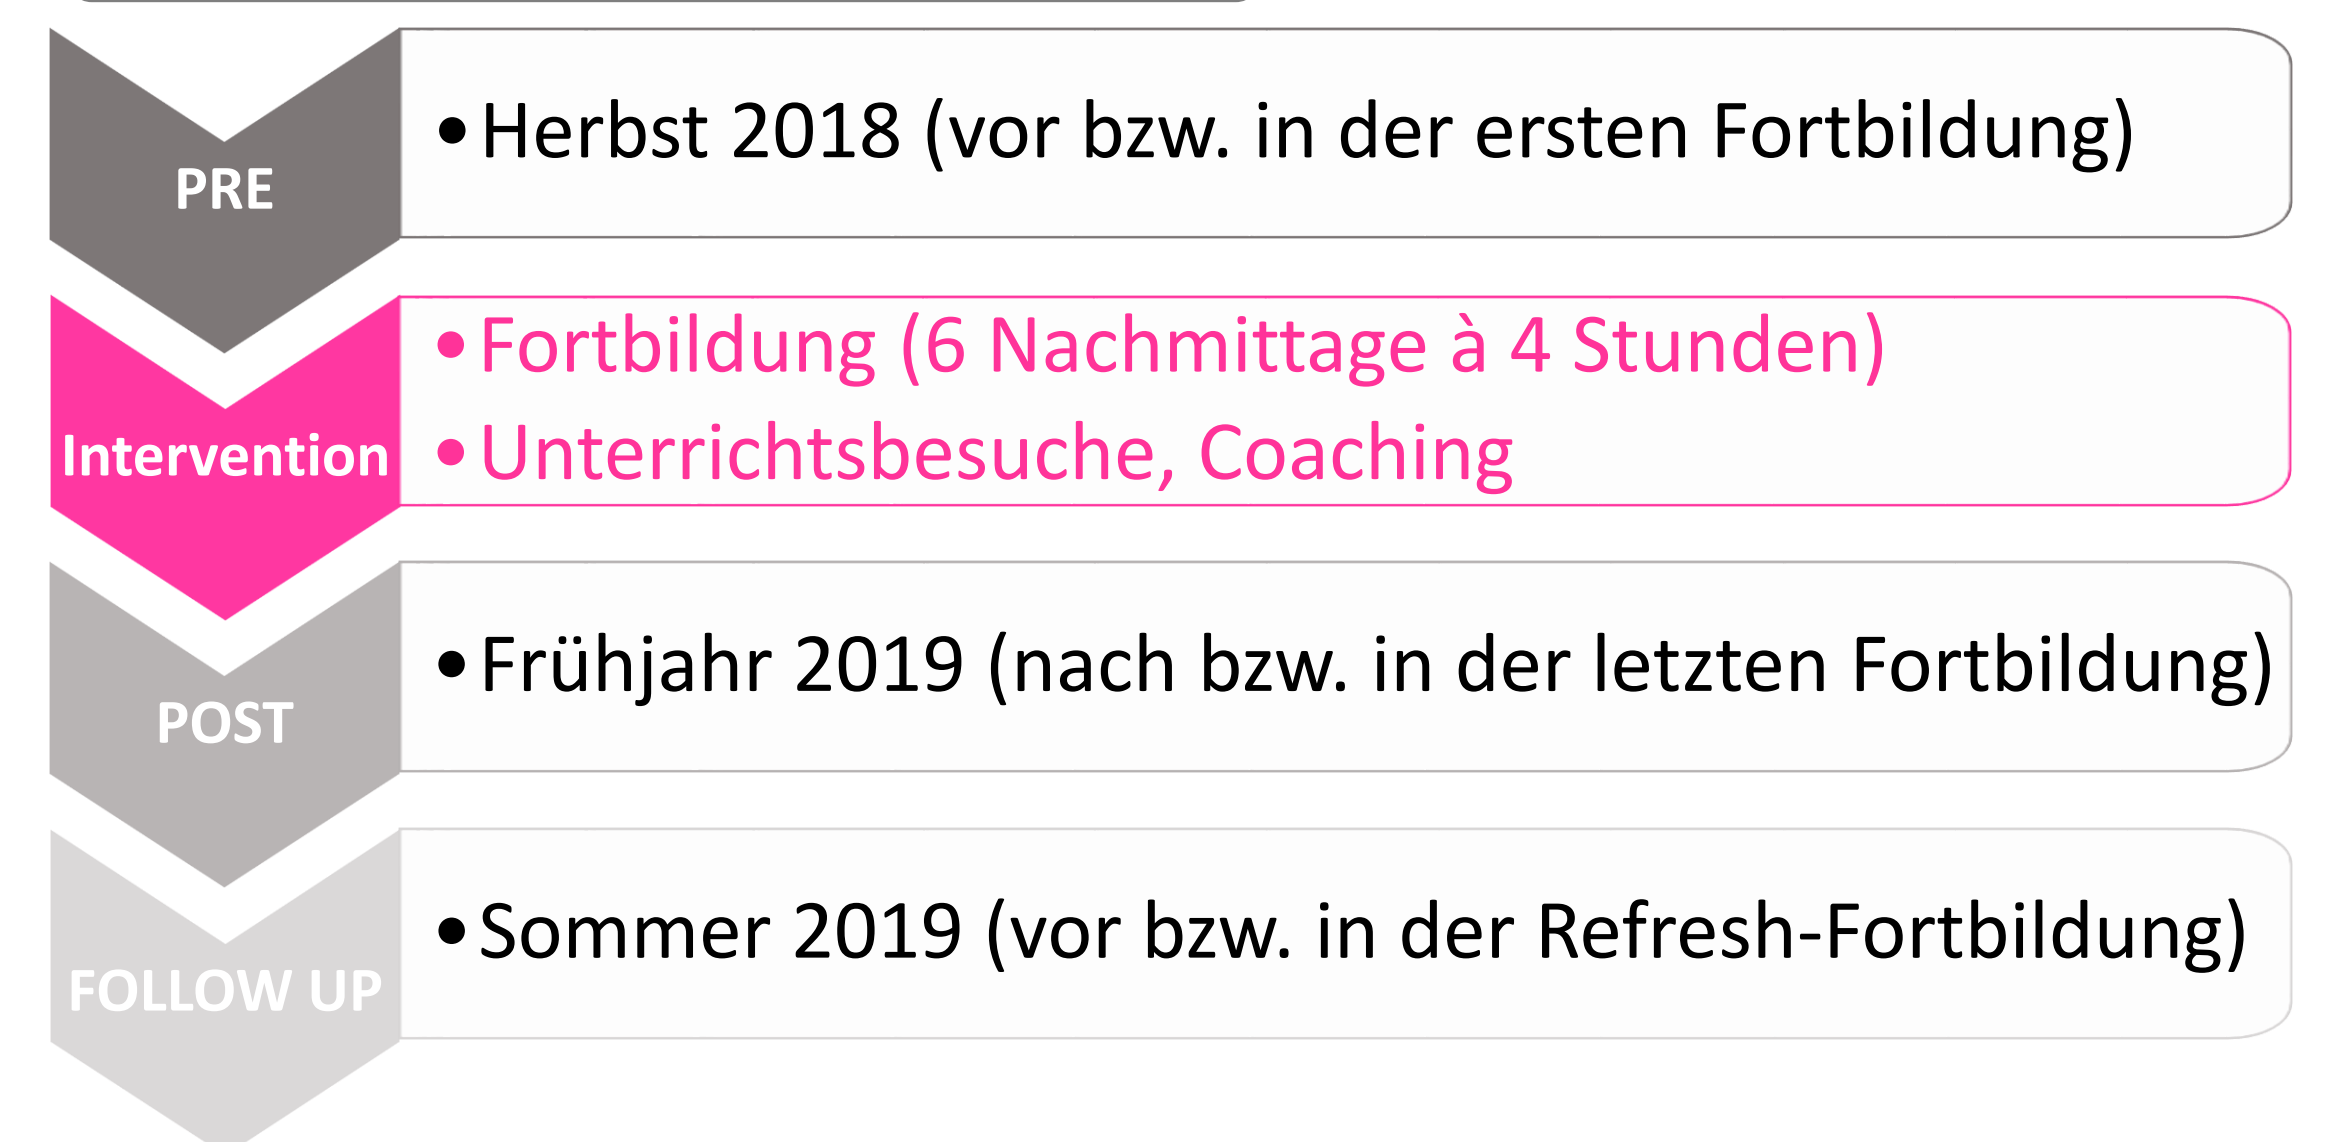 PRE
•Herbst 2018 (vor bzw. in der ersten Fortbildung)
Intervention
•Fortbildung (6 Nachmittage à 4 Stunden)
•Unterrichtsbesuche, Coaching
POST
•Frühjahr 2019 (nach bzw. in der letzten Fortbildung)
FOLLOW UP
•Sommer 2019 (vor bzw. in der Refresh-Fortbildung)